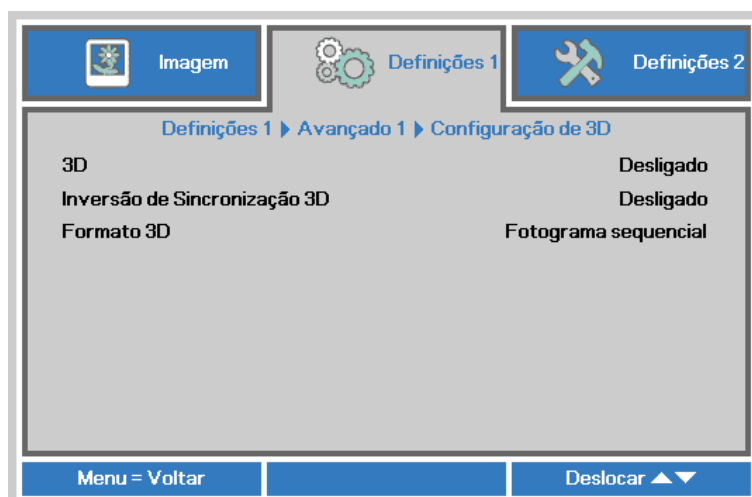 Imagem
Definições 1
Definições 2
Definições 1 ▶ Avançado 1 ▶ Configuração de 3D
3D Desligado
Inversão de Sincronização 3D Desligado
Formato 3D Fotograma sequencial
Menu = Voltar
Deslocar ▲▼